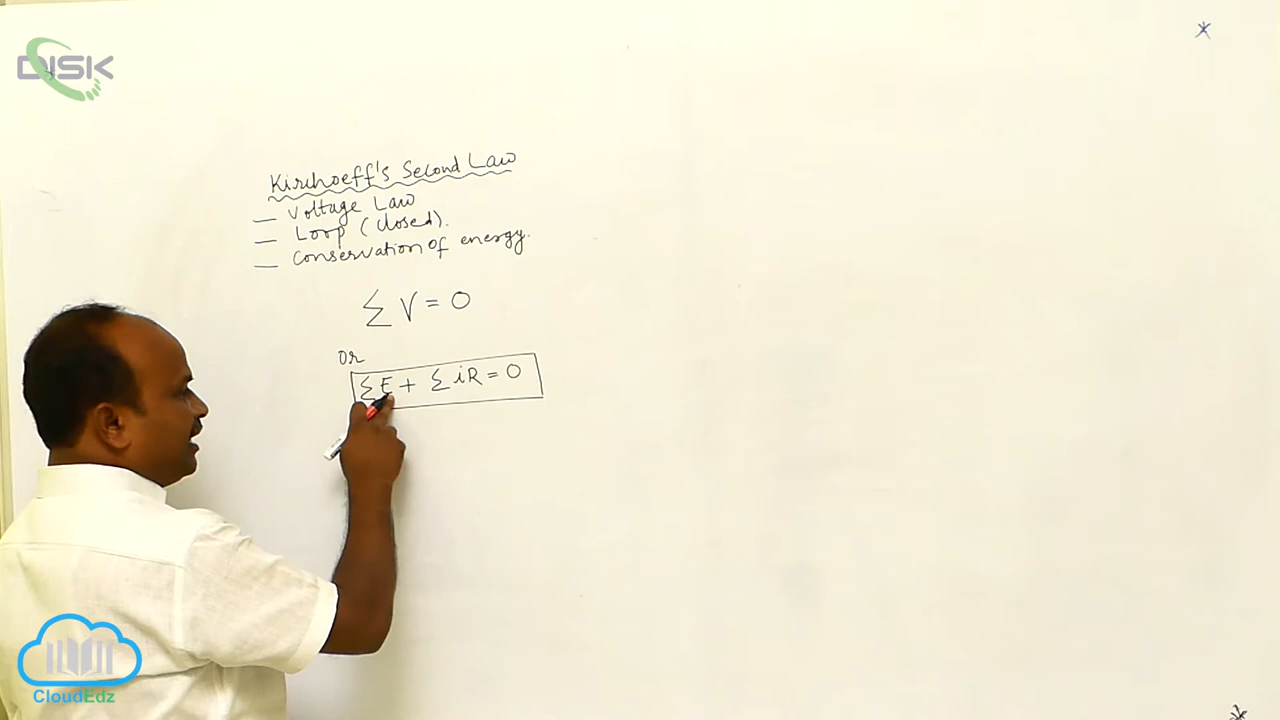 DISK
Kirchoeff's Second Law
— Voltage Law
— Loop (closed).
— Conservation of energy.
∑ V = 0
or
∑E + ∑ iR = 0
CloudEdz